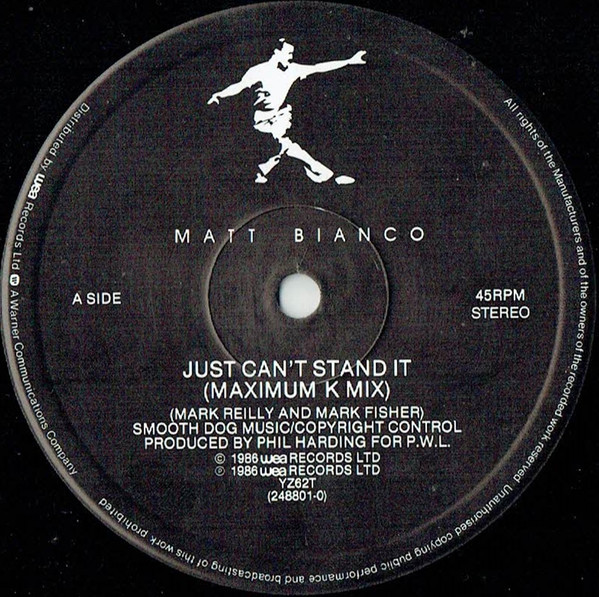 MATT BIANCO
A SIDE
45RPM
STEREO
JUST CAN'T STAND IT
(MAXIMUM K MIX)
(MARK REILLY AND MARK FISHER)
SMOOTH DOG MUSIC/COPYRIGHT CONTROL
PRODUCED BY PHIL HARDING FOR P.W.L.
© 1986 wea RECORDS LTD
℗ 1986 wea RECORDS LTD
YZ62T
(248801-0)
All rights of the Manufacturers and of the owners of the recorded work reserved. Unauthorised copying public performance and broadcasting of this work prohibited
Distributed by wea Records Ltd. A Warner Communications Company